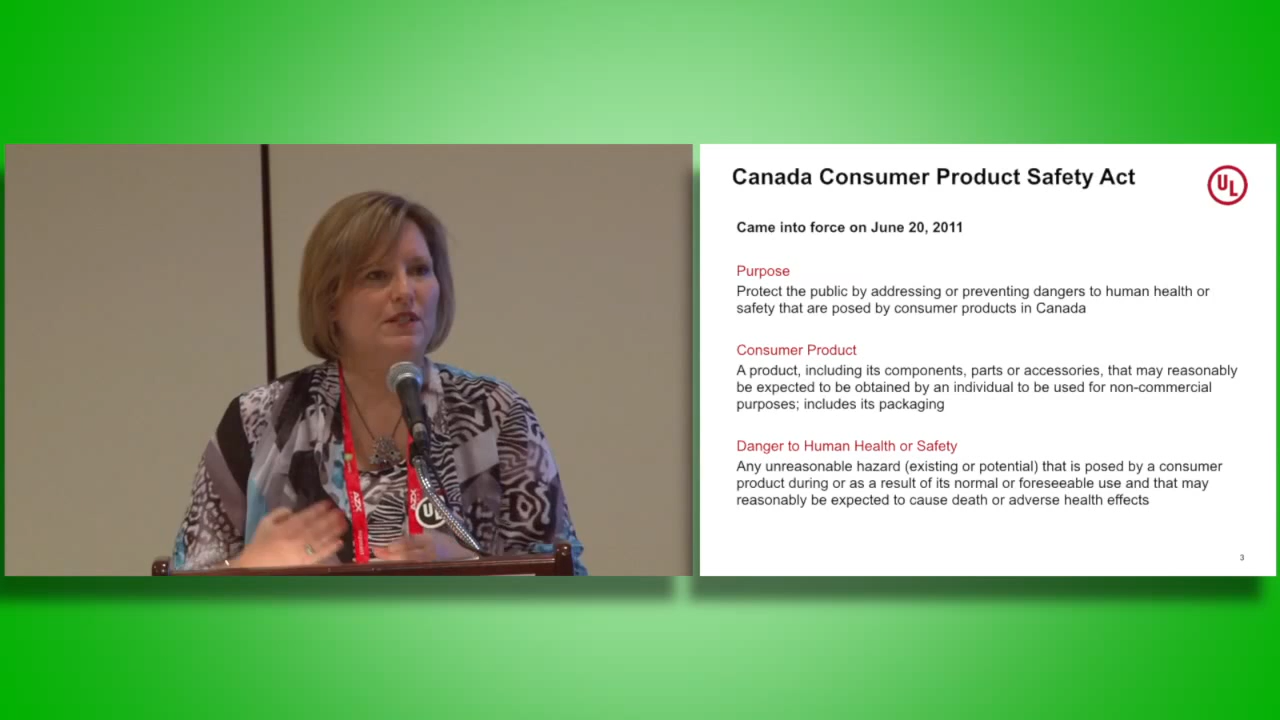 Canada Consumer Product Safety Act
UL
Came into force on June 20, 2011
Purpose
Protect the public by addressing or preventing dangers to human health or
safety that are posed by consumer products in Canada
Consumer Product
A product, including its components, parts or accessories, that may reasonably
be expected to be obtained by an individual to be used for non-commercial
purposes; includes its packaging
Danger to Human Health or Safety
Any unreasonable hazard (existing or potential) that is posed by a consumer
product during or as a result of its normal or foreseeable use and that may
reasonably be expected to cause death or adverse health effects
3
UL